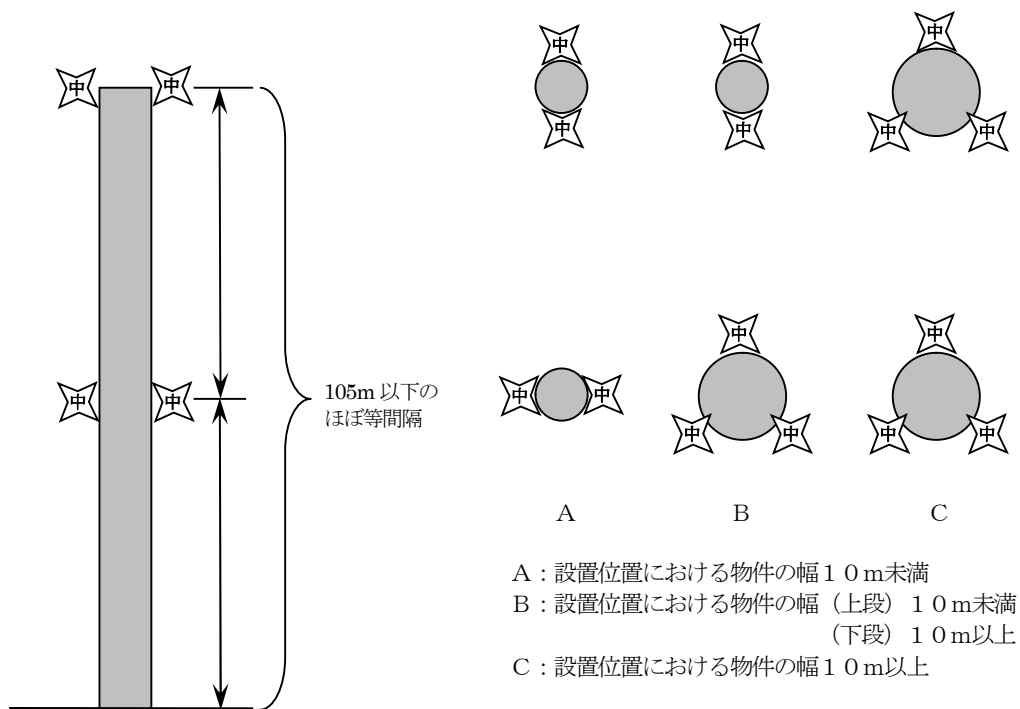 中 中 中
中 中
中 中
中 中
中 中
105m 以下の
ほぼ等間隔
中 中
中 中 中
中 中 中 中
A B C
A：設置位置における物件の幅１０m未満
B：設置位置における物件の幅（上段）１０m未満
（下段）１０m以上
C：設置位置における物件の幅１０m以上